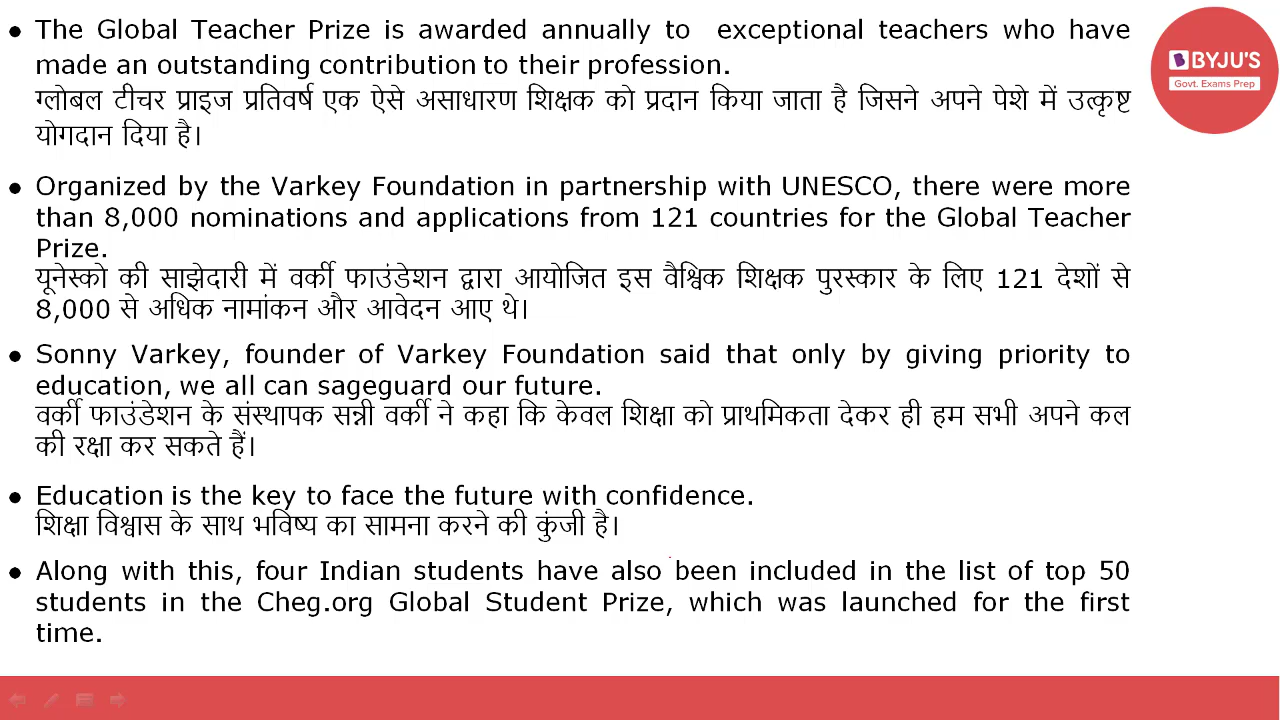 • The Global Teacher Prize is awarded annually to exceptional teachers who have
made an outstanding contribution to their profession.
ग्लोबल टीचर प्राइज प्रतिवर्ष एक ऐसे असाधारण शिक्षक को प्रदान किया जाता है जिसने अपने पेशे में उत्कृष्ट
योगदान दिया है।
• Organized by the Varkey Foundation in partnership with UNESCO, there were more
than 8,000 nominations and applications from 121 countries for the Global Teacher
Prize.
यूनेस्को की साझेदारी में वर्की फाउंडेशन द्वारा आयोजित इस वैश्विक शिक्षक पुरस्कार के लिए 121 देशों से
8,000 से अधिक नामांकन और आवेदन आए थे।
• Sonny Varkey, founder of Varkey Foundation said that only by giving priority to
education, we all can sageguard our future.
वर्की फाउंडेशन के संस्थापक सन्नी वर्की ने कहा कि केवल शिक्षा को प्राथमिकता देकर ही हम सभी अपने कल
की रक्षा कर सकते हैं।
• Education is the key to face the future with confidence.
शिक्षा विश्वास के साथ भविष्य का सामना करने की कुंजी है।
• Along with this, four Indian students have also been included in the list of top 50
students in the Cheg.org Global Student Prize, which was launched for the first
time.
BYJU'S
Govt. Exams Prep